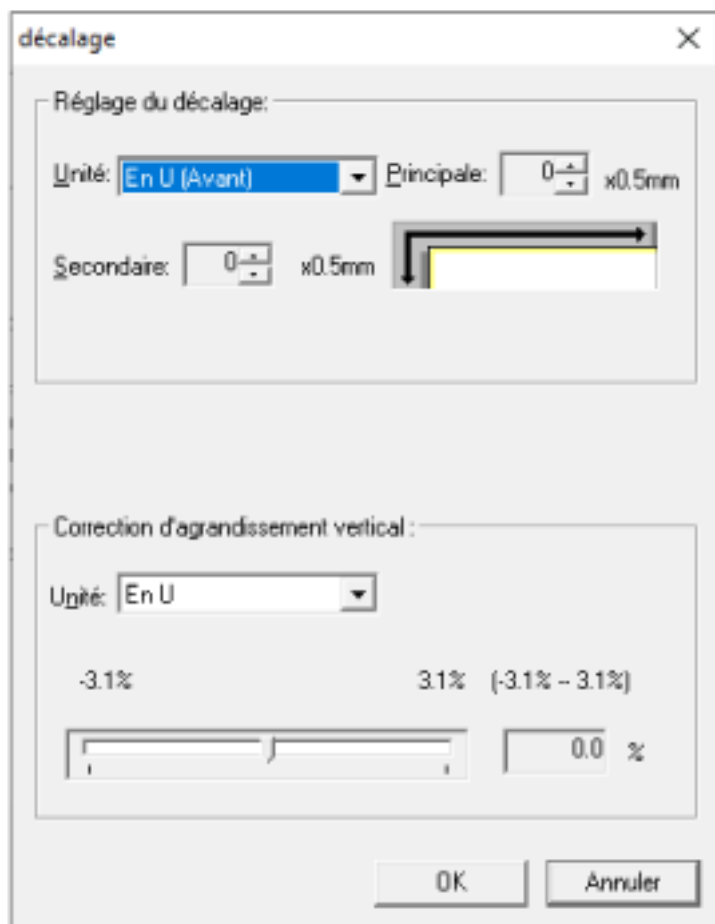 décalage
Réglage du décalage:
Unité: En U (Avant) Principale: 0 x0.5mm
Secondaire: 0 x0.5mm
Correction d'agrandissement vertical :
Unité: En U
-3.1% 3.1% (-3.1% -- 3.1%)
0.0 %
OK Annuler